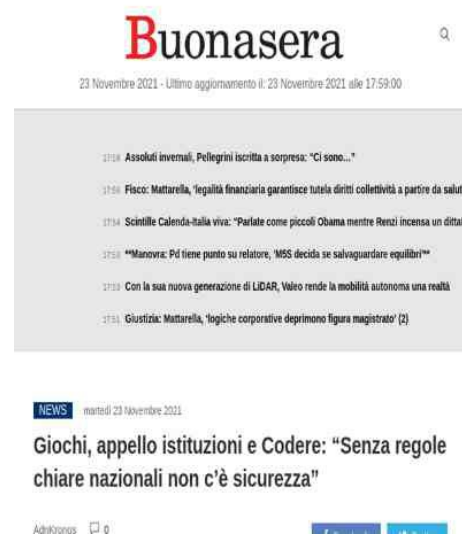 Buonasera
23 Novembre 2021 - Ultimo aggiornamento il: 23 Novembre 2021 alle 17:59:00
Assoluti invernali, Pellegrini iscritta a sorpresa: “Ci sono...”
Fisco: Mattarella, 'legalità finanziaria garantisce tutela diritti collettività a partire da salut
Scintille Calenda-Italia viva: “Parlate come piccoli Obama mentre Renzi incensa un ditta
**Manovra: Pd tiene punto su relatore, 'M5S decida se salvaguardare equilibri'**
Con la sua nuova generazione di LiDAR, Valeo rende la mobilità autonoma una realtà
17:51 Giustizia: Mattarella, 'logiche corporative deprimono figura magistrato' (2)
NEWS martedì 23 Novembre 2021
Giochi, appello istituzioni e Codere: “Senza regole
chiare nazionali non c’è sicurezza”
AdnKronos 0